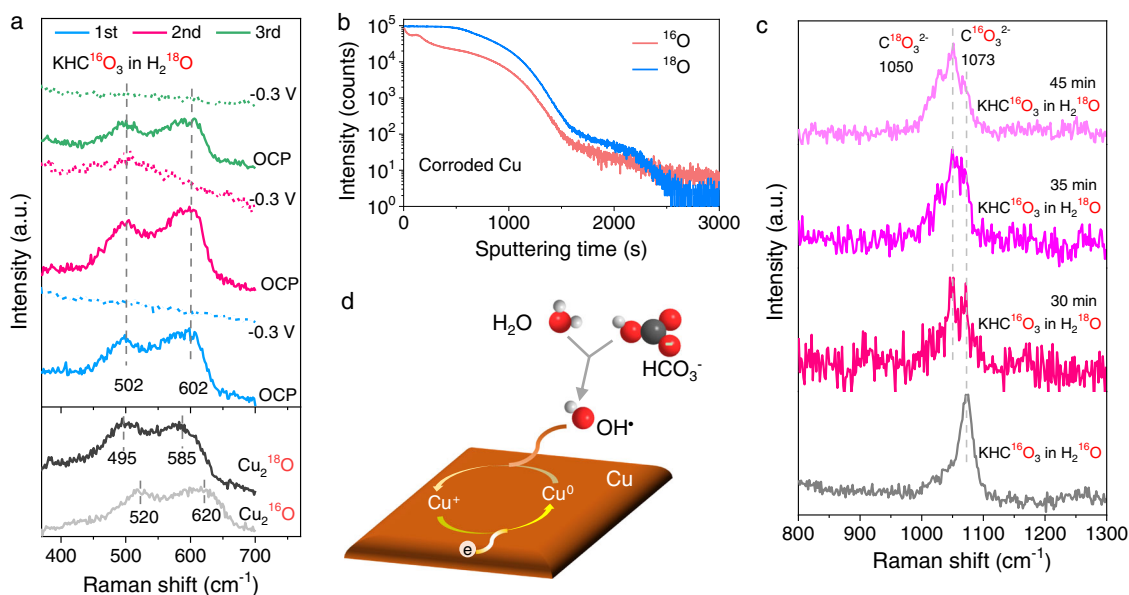 a
1st 2nd 3rd
KHC¹⁶O₃ in H₂¹⁸O
-0.3 V
OCP
-0.3 V
OCP
-0.3 V
502 602
OCP
495 585
Cu₂¹⁸O
520 620
Cu₂¹⁶O
400 500 600 700
Raman shift (cm⁻¹)
Intensity (a.u.)
b
10⁵
10⁴
10³
10²
10¹
10⁰
¹⁶O
¹⁸O
Corroded Cu
0 1000 2000 3000
Sputtering time (s)
Intensity (counts)
d
H₂O
HCO₃⁻
OH•
Cu
Cu⁺
Cu⁰
e
c
C¹⁸O₃²⁻
1050
C¹⁶O₃²⁻
1073
45 min
KHC¹⁶O₃ in H₂¹⁸O
35 min
KHC¹⁶O₃ in H₂¹⁸O
30 min
KHC¹⁶O₃ in H₂¹⁸O
KHC¹⁶O₃ in H₂¹⁶O
800 900 1000 1100 1200 1300
Raman shift (cm⁻¹)
Intensity (a.u.)